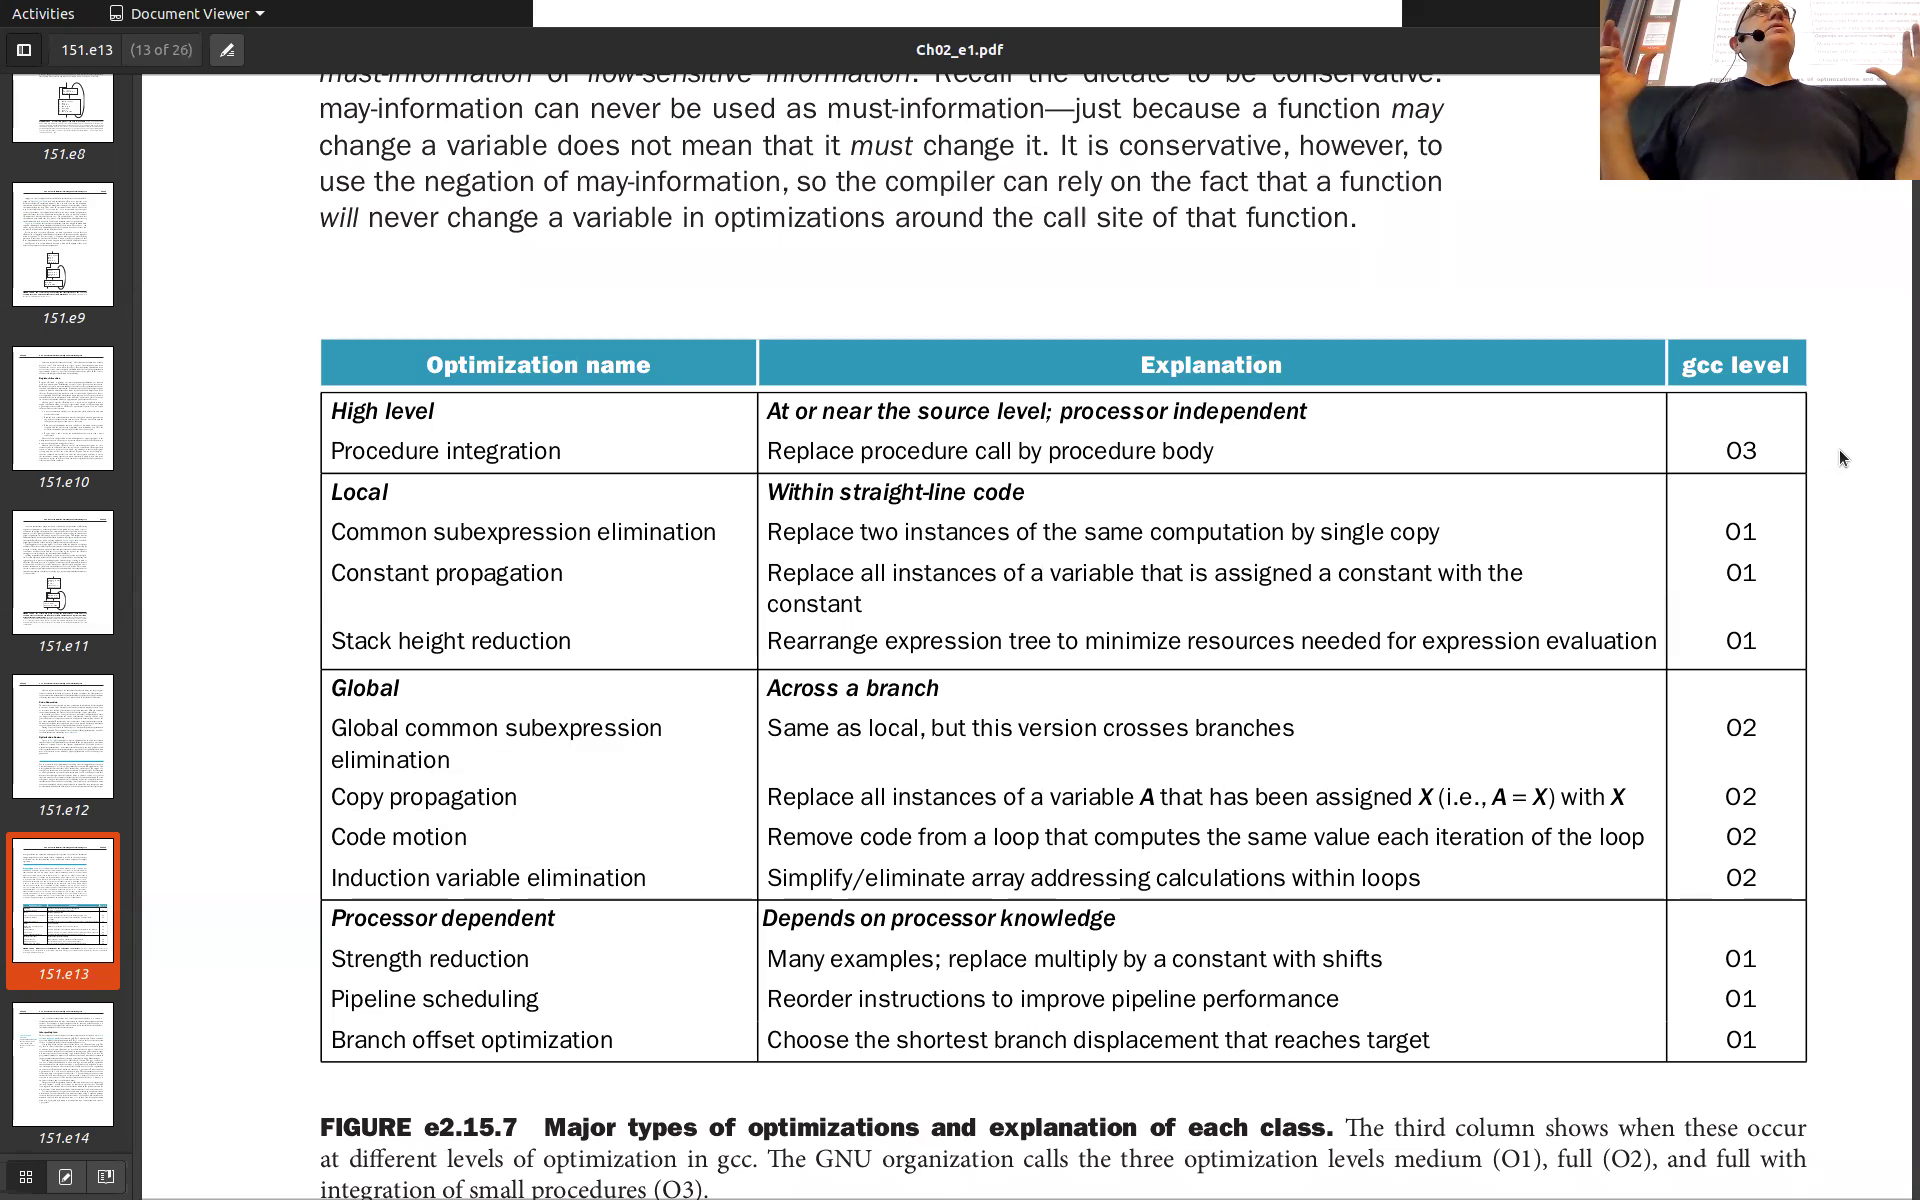 Activities
Document Viewer
151.e13 (13 of 26)
Ch02_e1.pdf
must-information or flow-sensitive information. Recall the dictate to be conservative:
may-information can never be used as must-information—just because a function may
change a variable does not mean that it must change it. It is conservative, however, to
use the negation of may-information, so the compiler can rely on the fact that a function
will never change a variable in optimizations around the call site of that function.
151.e8
151.e9
151.e10
151.e11
151.e12
151.e13
151.e14
Optimization name Explanation gcc level
High level At or near the source level; processor independent
Procedure integration Replace procedure call by procedure body O3
Local Within straight-line code
Common subexpression elimination Replace two instances of the same computation by single copy O1
Constant propagation Replace all instances of a variable that is assigned a constant with the O1
constant
Stack height reduction Rearrange expression tree to minimize resources needed for expression evaluation O1
Global Across a branch
Global common subexpression Same as local, but this version crosses branches O2
elimination
Copy propagation Replace all instances of a variable A that has been assigned X (i.e., A = X) with X O2
Code motion Remove code from a loop that computes the same value each iteration of the loop O2
Induction variable elimination Simplify/eliminate array addressing calculations within loops O2
Processor dependent Depends on processor knowledge
Strength reduction Many examples; replace multiply by a constant with shifts O1
Pipeline scheduling Reorder instructions to improve pipeline performance O1
Branch offset optimization Choose the shortest branch displacement that reaches target O1
FIGURE e2.15.7 Major types of optimizations and explanation of each class. The third column shows when these occur
at different levels of optimization in gcc. The GNU organization calls the three optimization levels medium (O1), full (O2), and full with
integration of small procedures (O3).